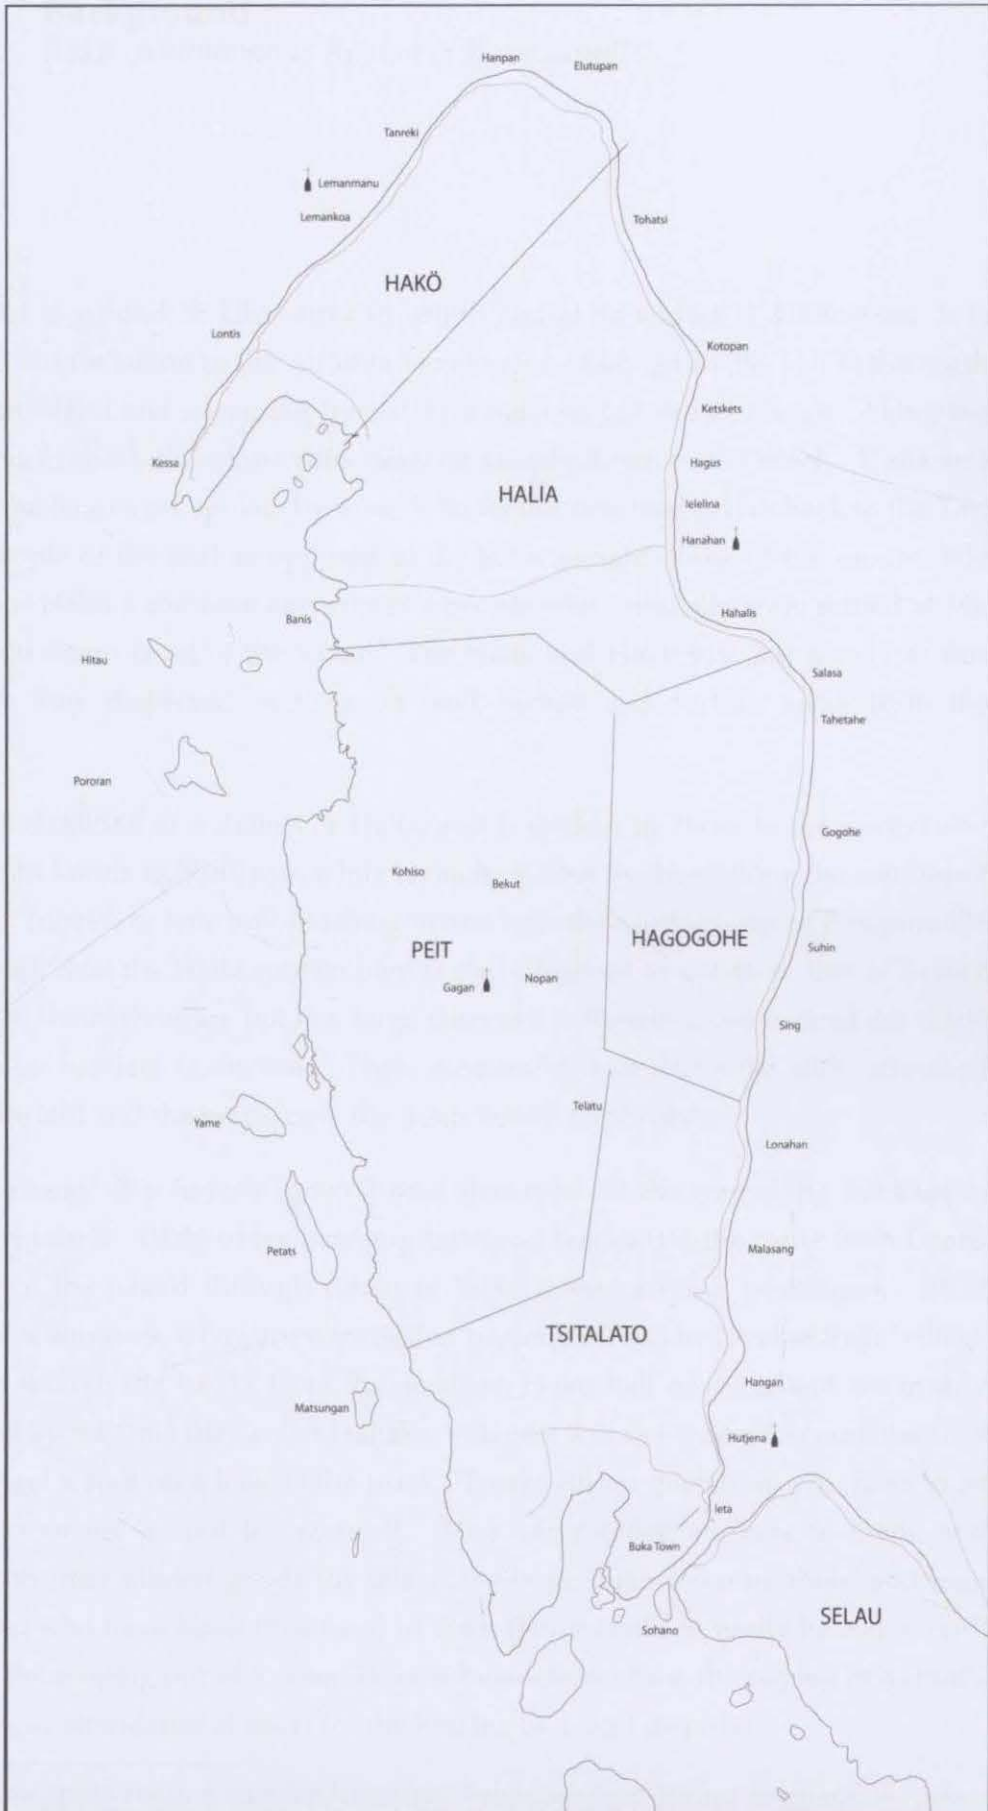 Hanpan
Elutupan
Tanreki
Lemanmanu
Lemankoa
Tohatsi
HAKÖ
Lontis
Kotopan
Ketskets
Kessa
Hagus
HALIA
Ielelina
Hanahan
Hahalis
Banis
Hitau
Salasa
Tahetahe
Pororan
Gogohe
Kohiso
Bekut
HAGOGOHE
Suhin
PEIT
Nopan
Gagan
Sing
Telatu
Yame
Lonahan
Petats
Malasang
TSITALATO
Hangan
Matsungan
Hutjena
Ieta
Buka Town
SELAU
Sohano